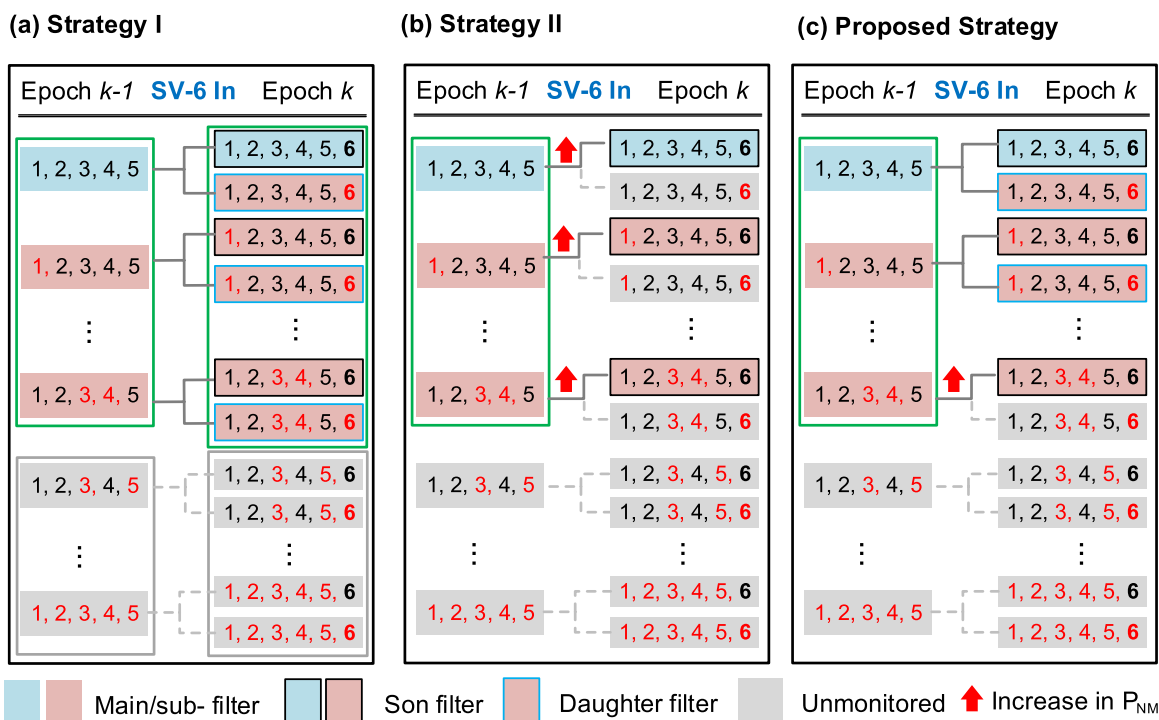 (a) Strategy I
Epoch k-1 SV-6 In Epoch k
1, 2, 3, 4, 5
1, 2, 3, 4, 5, 6
1, 2, 3, 4, 5, 6
1, 2, 3, 4, 5
1, 2, 3, 4, 5, 6
1, 2, 3, 4, 5, 6
⋮
⋮
1, 2, 3, 4, 5
1, 2, 3, 4, 5, 6
1, 2, 3, 4, 5, 6
1, 2, 3, 4, 5
1, 2, 3, 4, 5, 6
1, 2, 3, 4, 5, 6
⋮
⋮
1, 2, 3, 4, 5
1, 2, 3, 4, 5, 6
1, 2, 3, 4, 5, 6
(b) Strategy II
Epoch k-1 SV-6 In Epoch k
1, 2, 3, 4, 5
1, 2, 3, 4, 5, 6
1, 2, 3, 4, 5, 6
1, 2, 3, 4, 5
1, 2, 3, 4, 5, 6
1, 2, 3, 4, 5, 6
⋮
⋮
1, 2, 3, 4, 5
1, 2, 3, 4, 5, 6
1, 2, 3, 4, 5, 6
1, 2, 3, 4, 5
1, 2, 3, 4, 5, 6
1, 2, 3, 4, 5, 6
⋮
⋮
1, 2, 3, 4, 5
1, 2, 3, 4, 5, 6
1, 2, 3, 4, 5, 6
(c) Proposed Strategy
Epoch k-1 SV-6 In Epoch k
1, 2, 3, 4, 5
1, 2, 3, 4, 5, 6
1, 2, 3, 4, 5, 6
1, 2, 3, 4, 5
1, 2, 3, 4, 5, 6
1, 2, 3, 4, 5, 6
⋮
⋮
1, 2, 3, 4, 5
1, 2, 3, 4, 5, 6
1, 2, 3, 4, 5, 6
1, 2, 3, 4, 5
1, 2, 3, 4, 5, 6
1, 2, 3, 4, 5, 6
⋮
⋮
1, 2, 3, 4, 5
1, 2, 3, 4, 5, 6
1, 2, 3, 4, 5, 6
Main/sub- filter
Son filter
Daughter filter
Unmonitored
Increase in P_NM